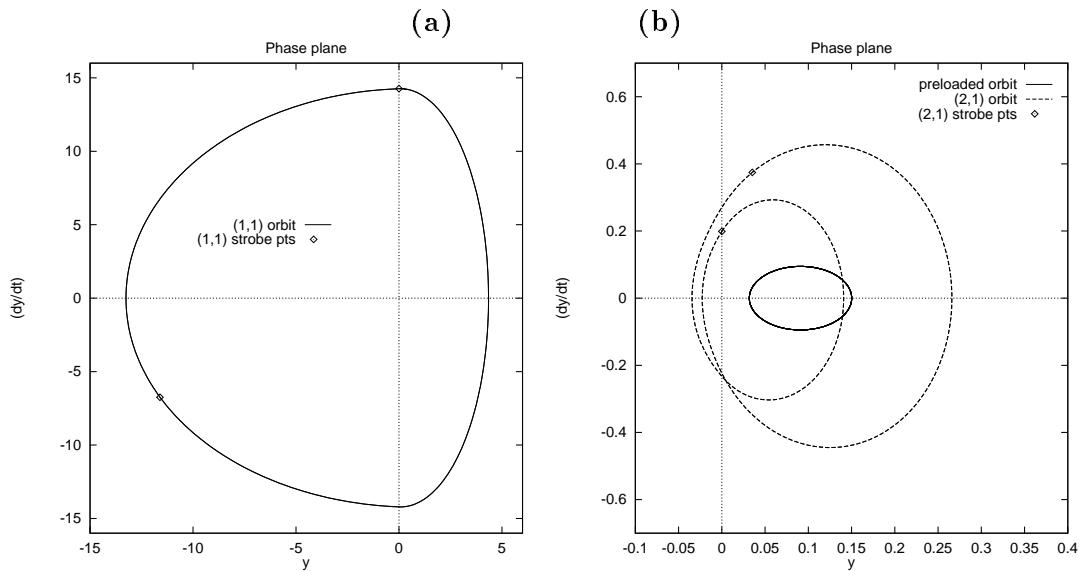 (a)
Phase plane
15
10
5
0
-5
-10
-15
(dy/dt)
(1,1) orbit
(1,1) strobe pts
-15
-10
-5
0
5
y
(b)
Phase plane
0.6
0.4
0.2
0
-0.2
-0.4
-0.6
(dy/dt)
preloaded orbit
(2,1) orbit
(2,1) strobe pts
-0.1
-0.05
0
0.05
0.1
0.15
0.2
0.25
0.3
0.35
0.4
y